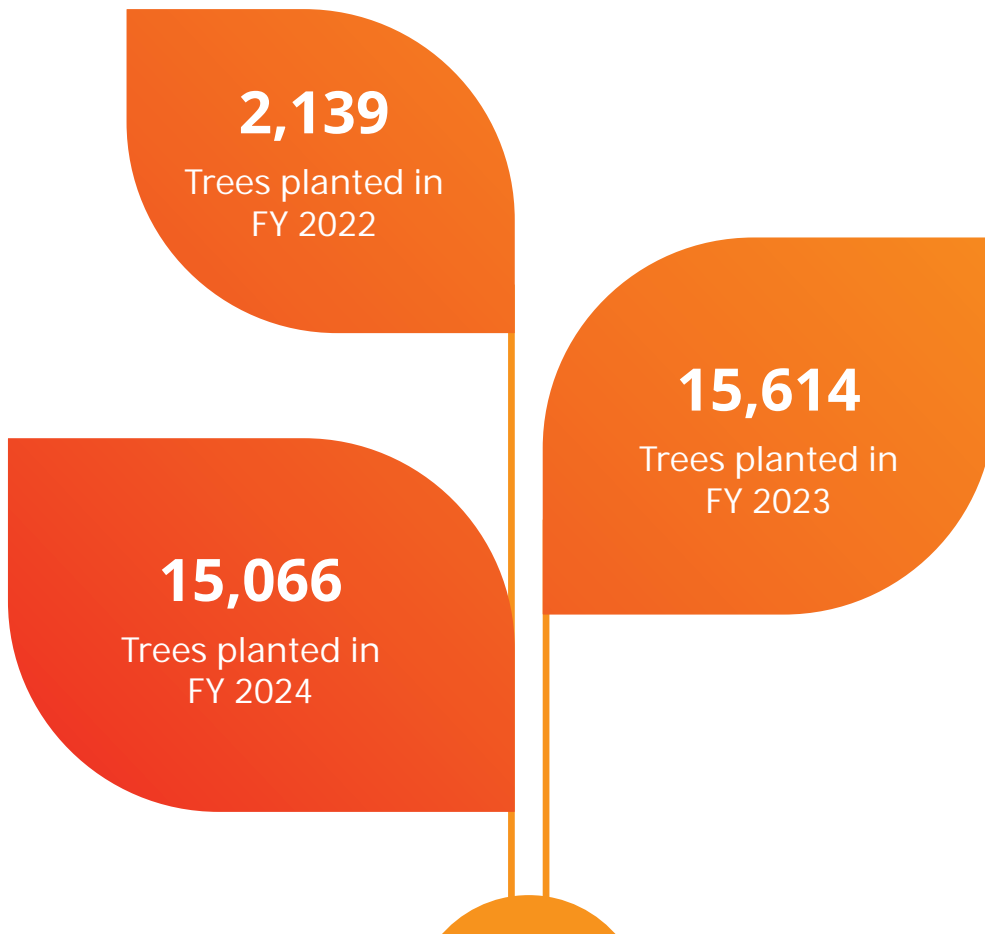 2,139
Trees planted in
FY 2022
15,614
Trees planted in
FY 2023
15,066
Trees planted in
FY 2024